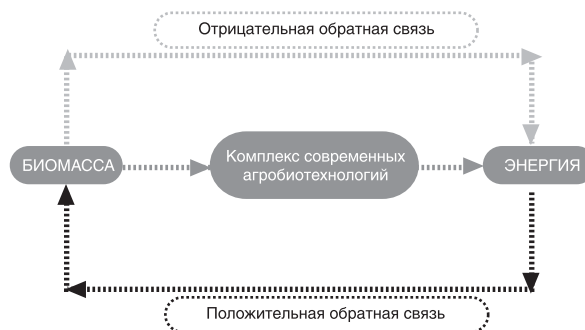 Отрицательная обратная связь
БИОМАССА
Комплекс современных
агробиотехнологий
ЭНЕРГИЯ
Положительная обратная связь